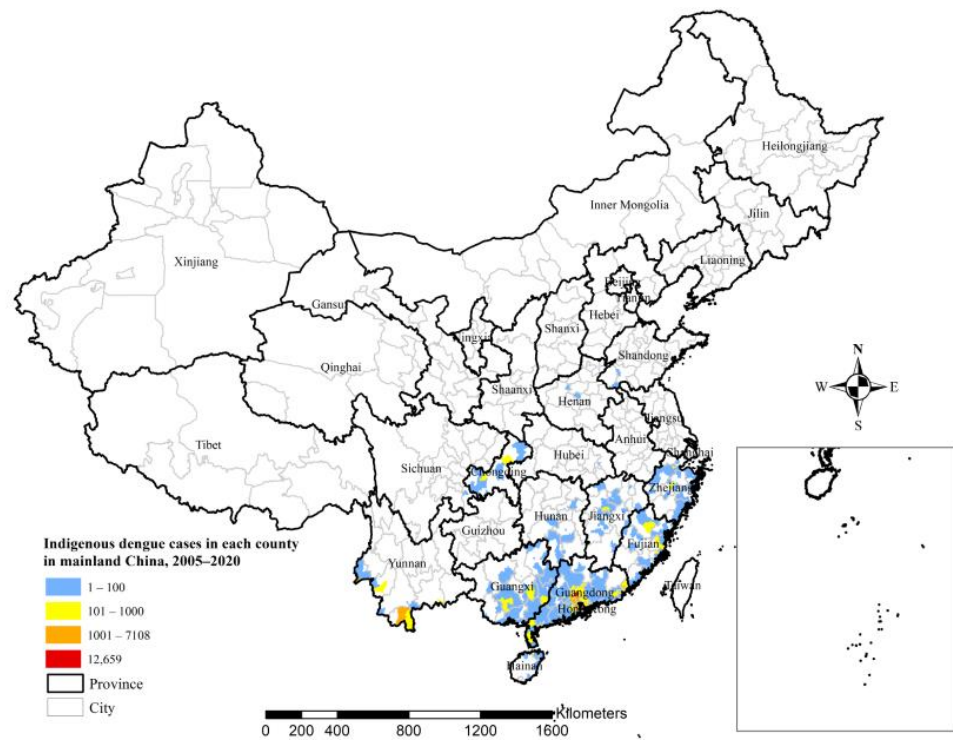 Heilongjiang
Inner Mongolia
Jilin
Xinjiang
Liaoning
Beijing
Tianjin
Gansu
Hebei
Shanxi
Ningxia
Shandong
Qinghai
N
W E
S
Shaanxi
Henan
Jiangsu
Tibet
Anhui
Shanghai
Sichuan
Hubei
Chongqing
Zhejiang
Hunan
Jiangxi
Guizhou
Fujian
Indigenous dengue cases in each county
in mainland China, 2005–2020
Yunnan
Taiwan
Guangxi
Guangdong
Hong Kong
1 – 100
101 – 1000
1001 – 7108
12,659
Province
City
Hainan
Kilometers
0 200 400 800 1200 1600